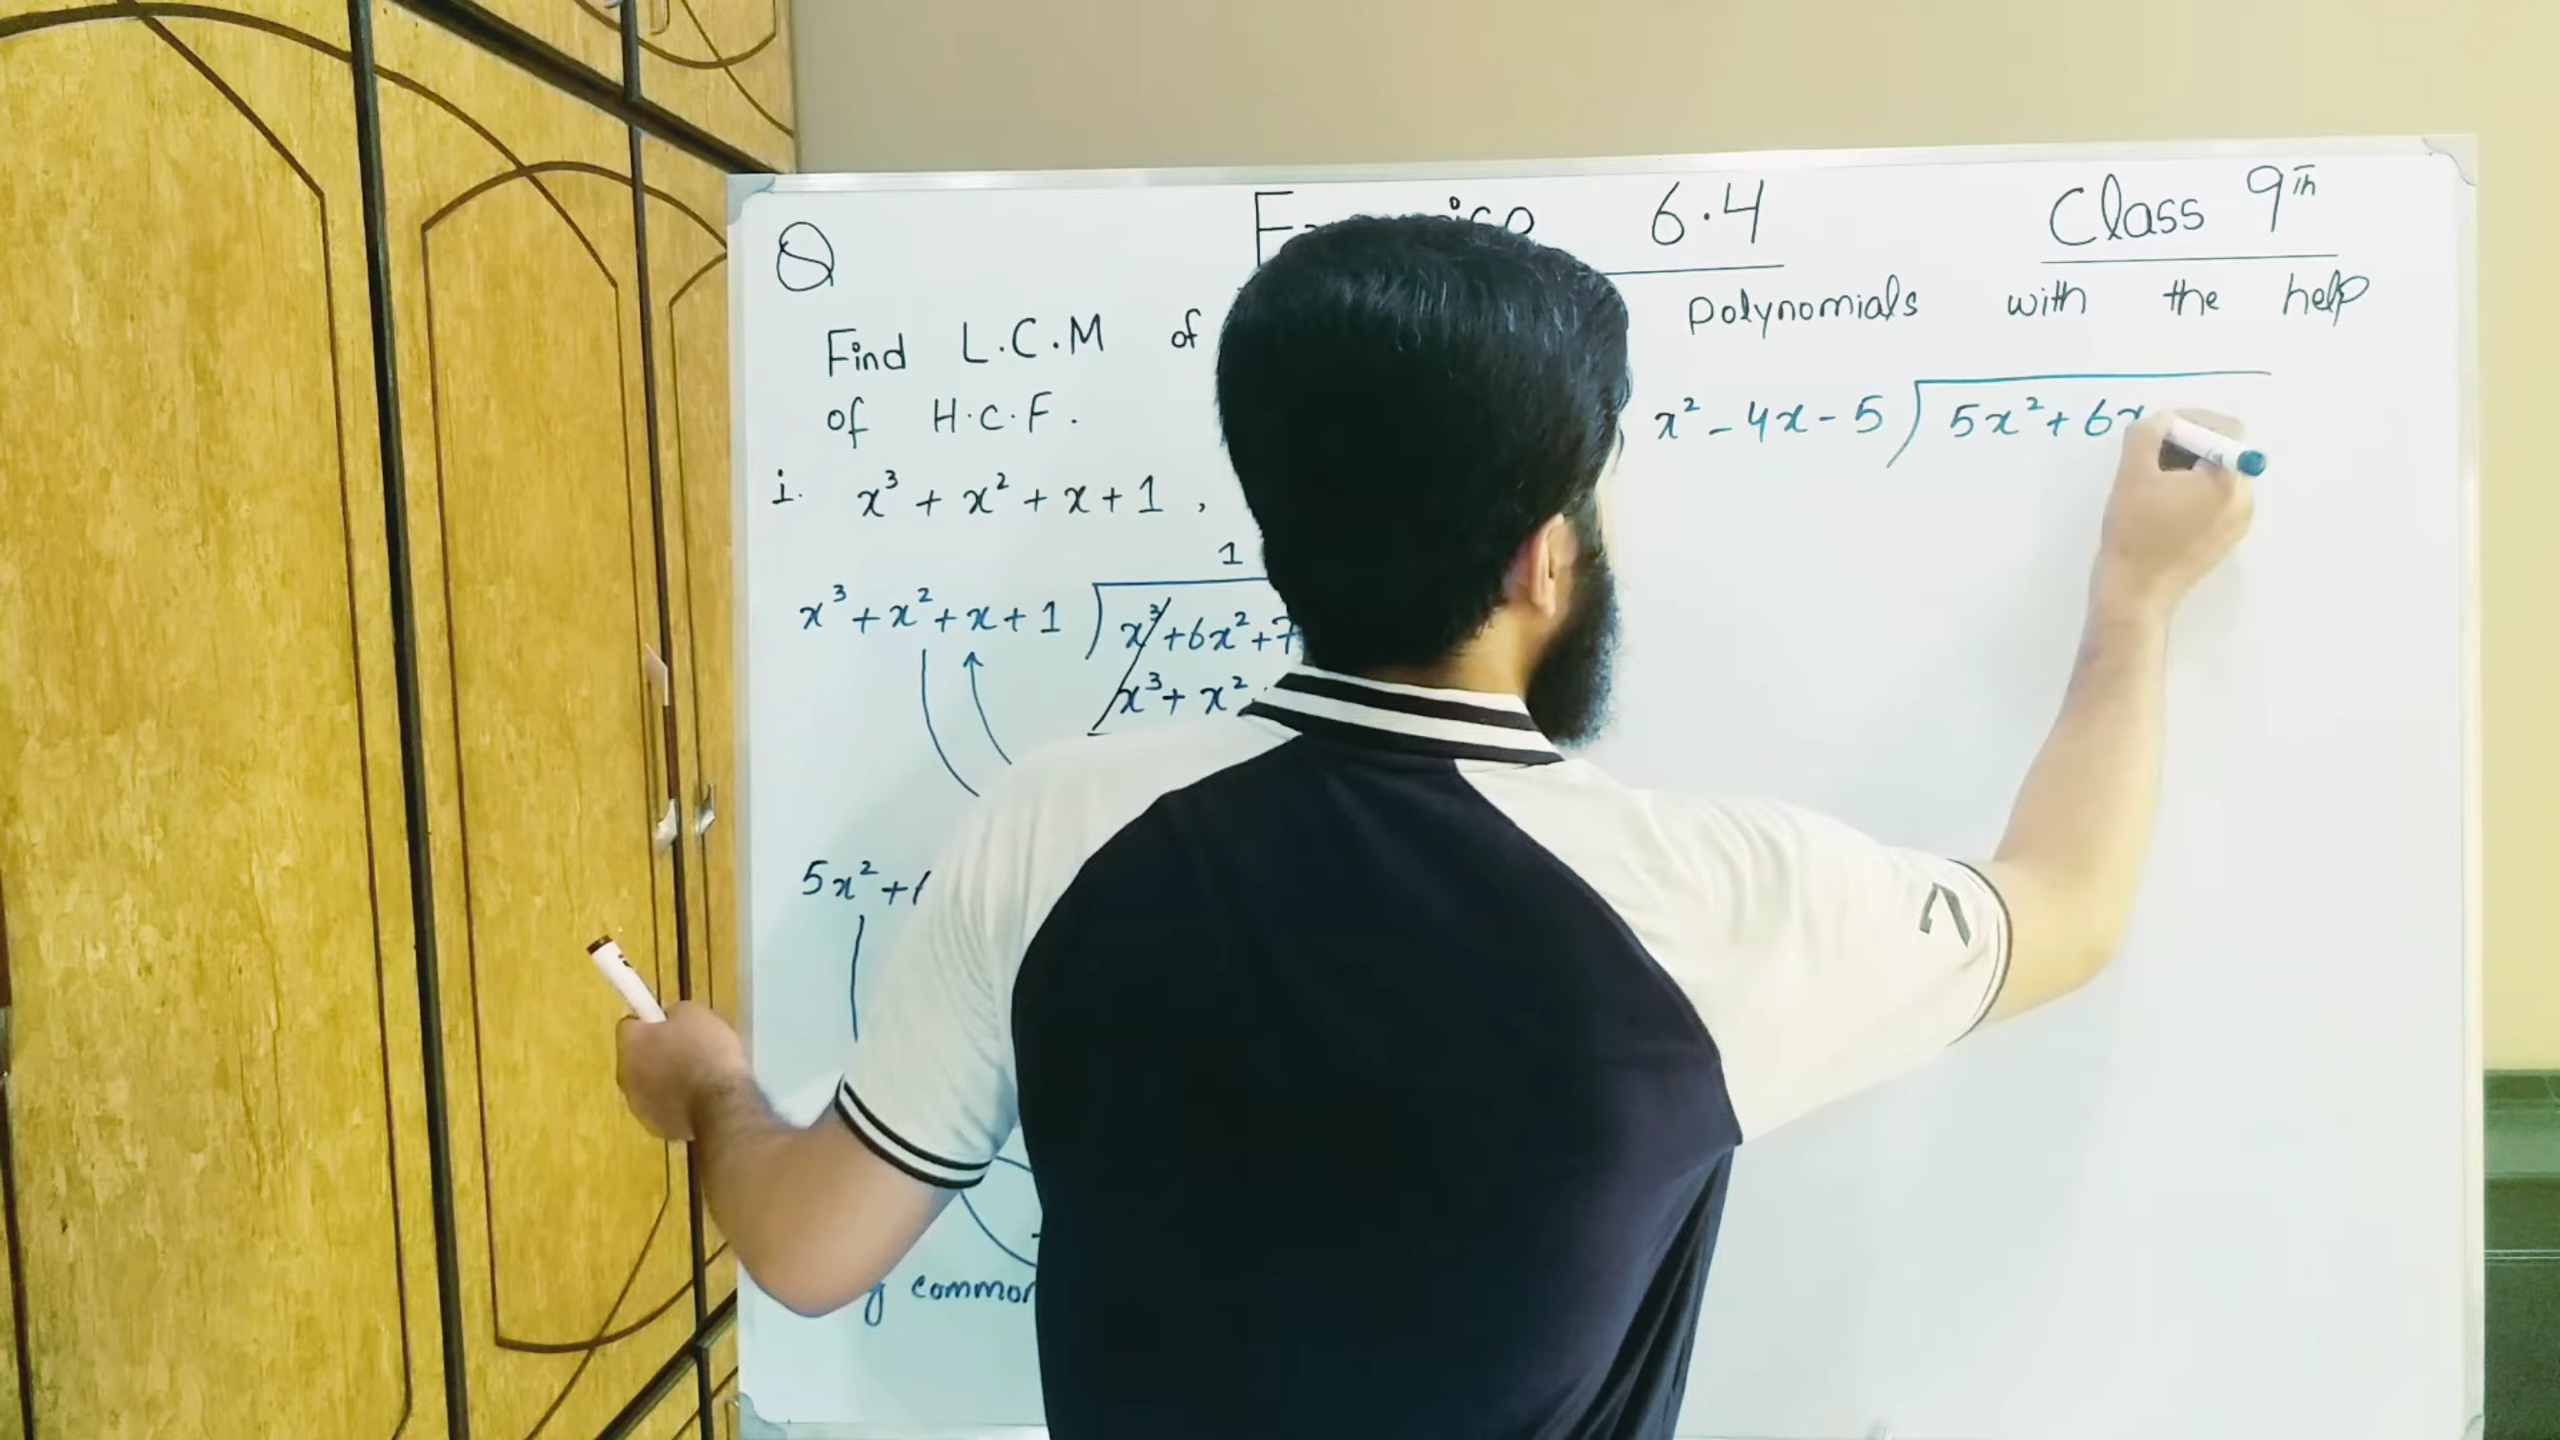 Q 6.4 Class 9th
Find L.C.M of Polynomials with the help
of H.C.F.
i. x³ + x² + x + 1 ,
1
x³ + x² + x + 1 ) x³ + 6x² + 7
x³ + x²
5x² +
common
x² - 4x - 5 ) 5x² + 6x
7